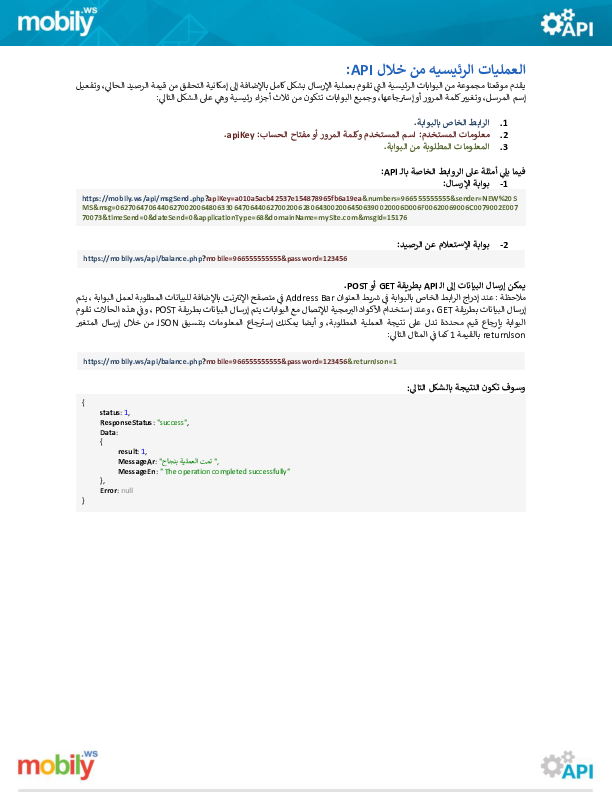 mobily.ws
API
العمليات الرئيسيه من خلال API:
يقدم موقعنا مجموعة من البوابات الرئيسية التي تقوم بعملية الإرسال بشكل كامل بالإضافة إلى إمكانية التحقق من قيمة الرصيد الحالي، وتفعيل
إسم المرسل، وتغيير كلمة المرور أو إسترجاعها، وجميع البوابات تتكون من ثلاث أجزاء رئيسية وهي على الشكل التالي:
1. الرابط الخاص بالبوابة.
2. معلومات المستخدم: اسم المستخدم وكلمة المرور أو مفتاح الحساب: apiKey.
3. المعلومات المطلوبة من البوابة.
فيما يلي أمثلة على الروابط الخاصة بالـ API:
1- بوابة الإرسال:
https://mobily.ws/api/msgSend.php?apiKey=a010a5acb42537e154878965fb6a19ea&numbers=966555555555&sender=NEW%20S
MS&msg=062706470644062700200648063306470644062700200628064300200645063900200060006F00620069006C0079002E0077
70073&timeSend=0&dateSend=0&applicationType=68&domainName=mySite.com&msgId=15176
2- بوابة الإستعلام عن الرصيد:
https://mobily.ws/api/balance.php?mobile=966555555555&password=123456
يمكن إرسال البيانات إلى الـ API بطريقة GET أو POST.
ملاحظة : عند إدراج الرابط الخاص بالبوابة في شريط العنوان Address Bar في متصفح الإنترنت بالإضافة للبيانات المطلوبة لعمل البوابة ، يتم
إرسال البيانات بطريقة GET ، وعند إستخدام الأكواد البرمجية للإتصال مع البوابات يتم إرسال البيانات بطريقة POST ، وفي هذه الحالات تقوم
البوابة بإرجاع قيم محددة تدل على نتيجة العملية المطلوبة، و أيضا يمكنك إسترجاع المعلومات بتنسيق JSON من خلال إرسال المتغير
returnJson بالقيمة 1 كما في المثال التالي:
https://mobily.ws/api/balance.php?mobile=966555555555&password=123456&returnJson=1
وسوف تكون النتيجة بالشكل التالي:
{
status: 1,
ResponseStatus: "success",
Data:
{
result: 1,
MessageAr: "تمت العملية بنجاح",
MessageEn: " The operation completed successfully"
},
Error: null
}
mobily.ws
API